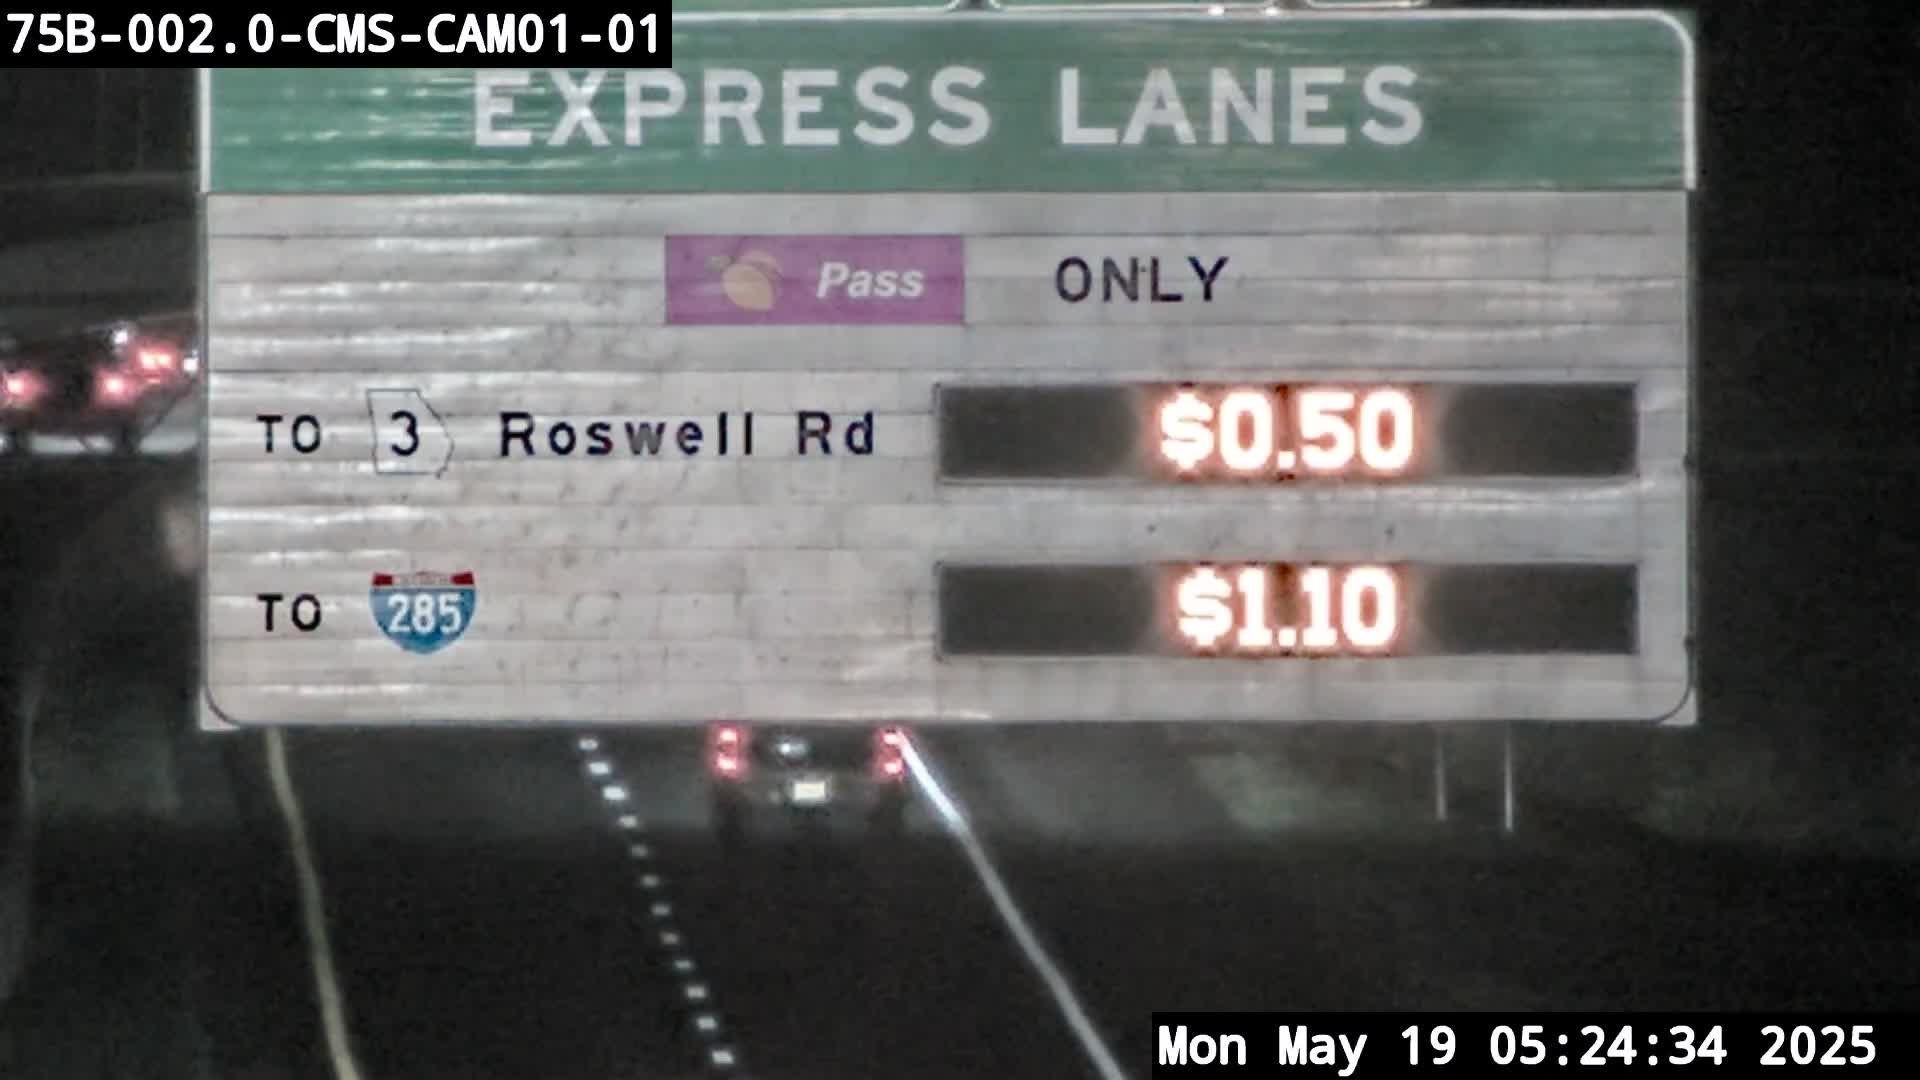 75B-002.0-CMS-CAM01-01
EXPRESS LANES
Pass ONLY
TO 3 Roswell Rd $0.50
TO 285 $1.10
Mon May 19 05:24:34 2025